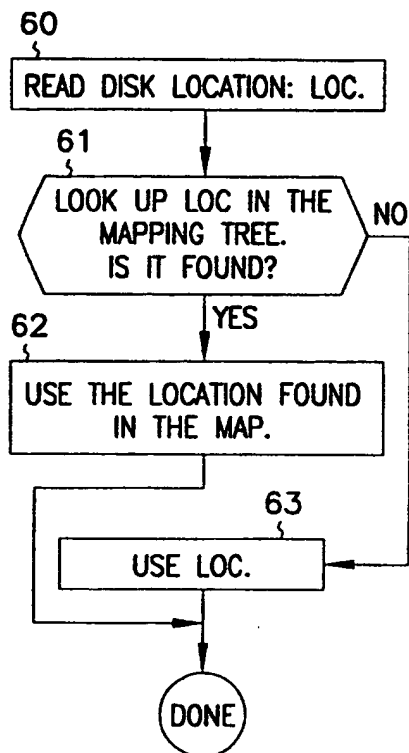 60
READ DISK LOCATION: LOC.
61
LOOK UP LOC IN THE
MAPPING TREE.
IS IT FOUND?
NO
YES
62
USE THE LOCATION FOUND
IN THE MAP.
63
USE LOC.
DONE